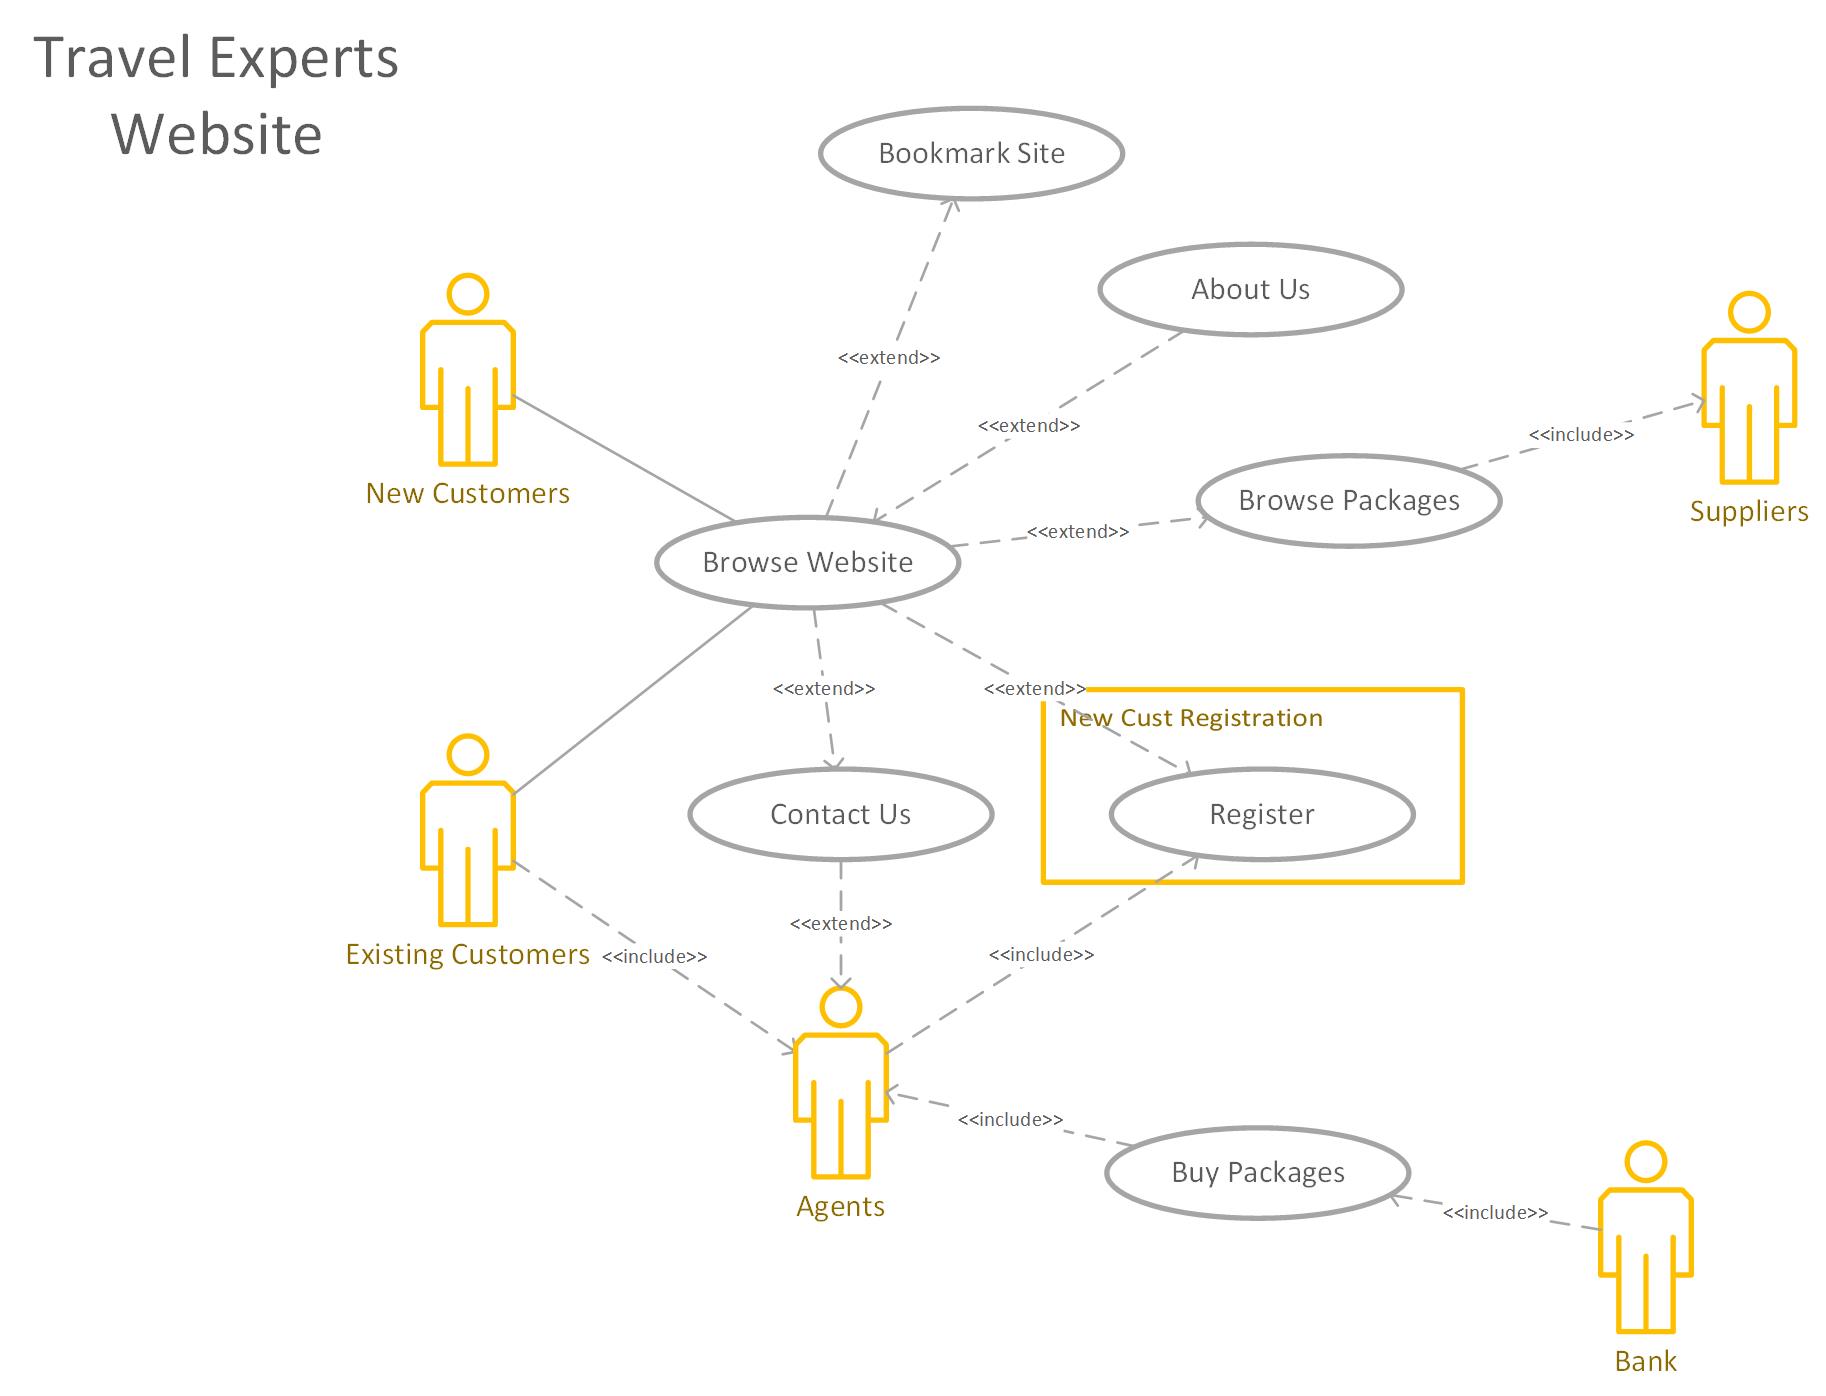 Travel Experts
Website
Bookmark Site
About Us
<<extend>>
<<extend>>
<<include>>
New Customers
Browse Packages
Suppliers
<<extend>>
Browse Website
<<extend>>
<<extend>>
New Cust Registration
Contact Us
Register
<<extend>>
Existing Customers
<<include>>
<<include>>
<<include>>
Buy Packages
Agents
<<include>>
Bank